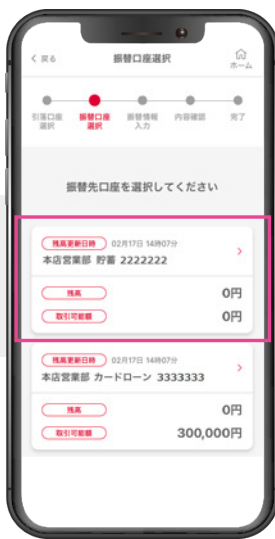 戻る 振替口座選択 ホーム
引落口座 振替口座 振替情報 内容確認 完了
選択 選択 入力
振替先口座を選択してください
残高更新日時 02月17日 14時07分
本店営業部 貯蓄 2222222
残高 0円
取引可能額 0円
残高更新日時 02月17日 14時07分
本店営業部 カードローン 3333333
残高 0円
取引可能額 300,000円